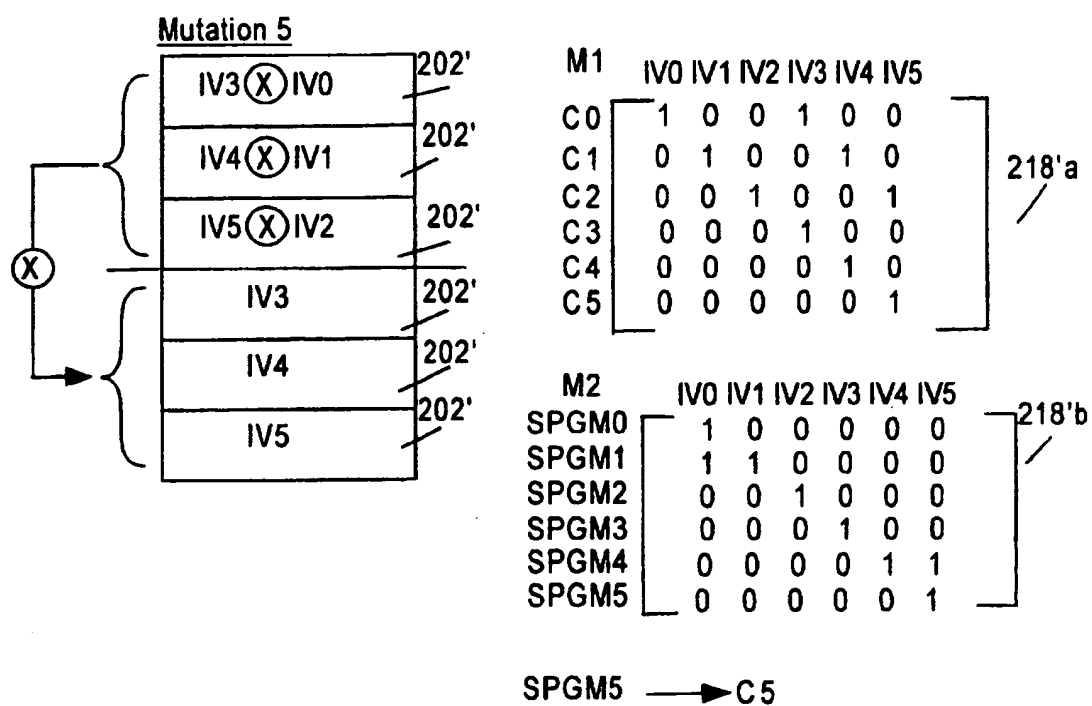 Mutation 5
IV3 X IV0 202'
IV4 X IV1 202'
IV5 X IV2 202'
X
IV3 202'
IV4 202'
IV5 202'
M1 IV0 IV1 IV2 IV3 IV4 IV5
C0 1 0 0 1 0 0
C1 0 1 0 0 1 0
C2 0 0 1 0 0 1
C3 0 0 0 1 0 0
C4 0 0 0 0 1 0
C5 0 0 0 0 0 1
218'a
M2 IV0 IV1 IV2 IV3 IV4 IV5
SPGM0 1 0 0 0 0 0
SPGM1 1 1 0 0 0 0
SPGM2 0 0 1 0 0 0
SPGM3 0 0 0 1 0 0
SPGM4 0 0 0 0 1 1
SPGM5 0 0 0 0 0 1
218'b
SPGM5 → C5